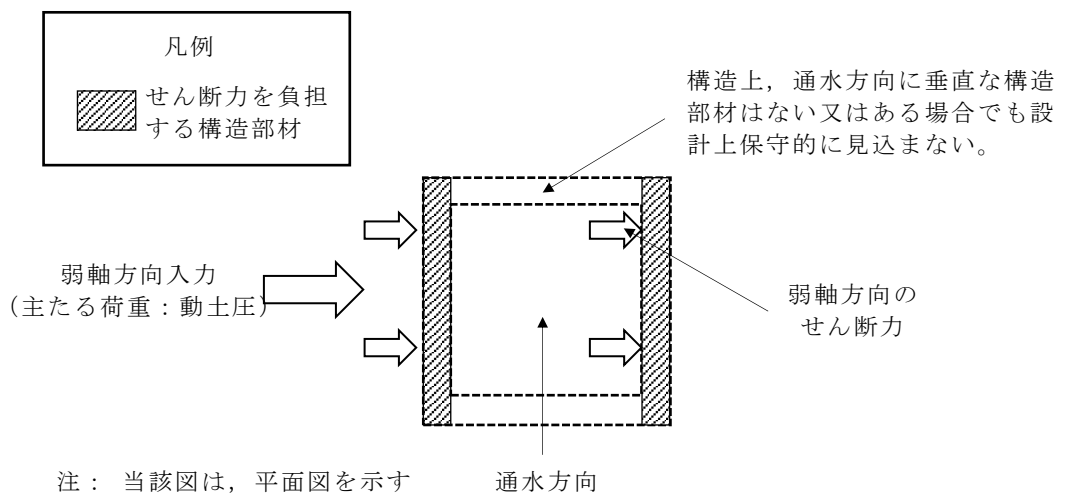 凡例
せん断力を負担
する構造部材
構造上，通水方向に垂直な構造
部材はない又はある場合でも設
計上保守的に見込まない。
弱軸方向入力
（主たる荷重：動土圧）
弱軸方向の
せん断力
注： 当該図は，平面図を示す
通水方向